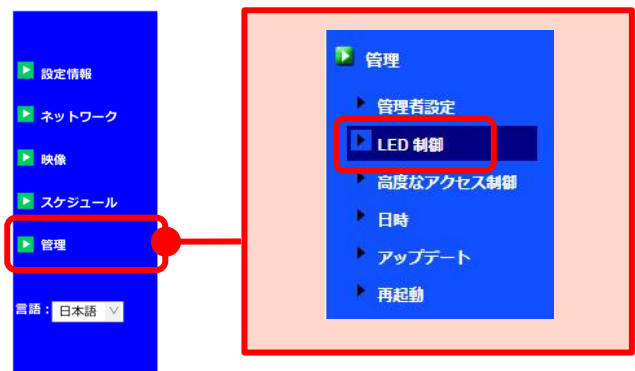 設定情報
ネットワーク
映像
スケジュール
管理
言語：日本語
管理
管理者設定
LED 制御
高度なアクセス制御
日時
アップデート
再起動